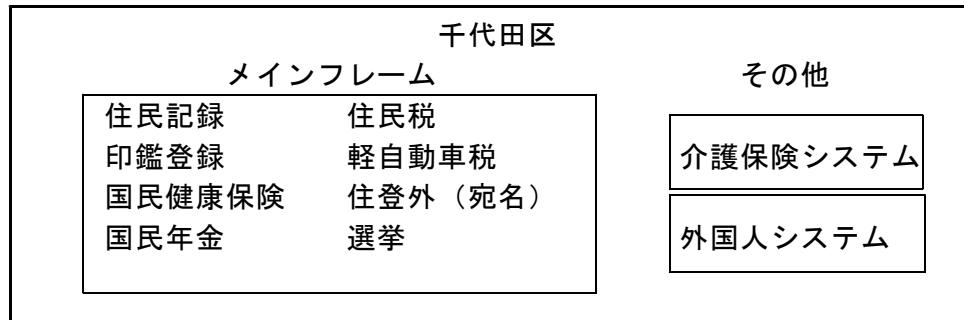 千代田区
メインフレーム
その他
住民記録 住民税
印鑑登録 軽自動車税
国民健康保険 住登外（宛名）
国民年金 選挙
介護保険システム
外国人システム